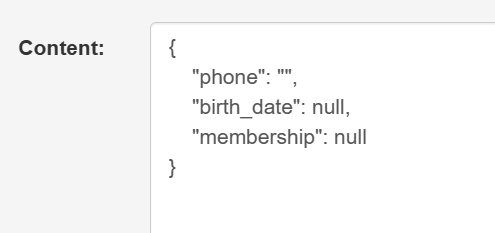 Content:
{
    "phone": "",
    "birth_date": null,
    "membership": null
}